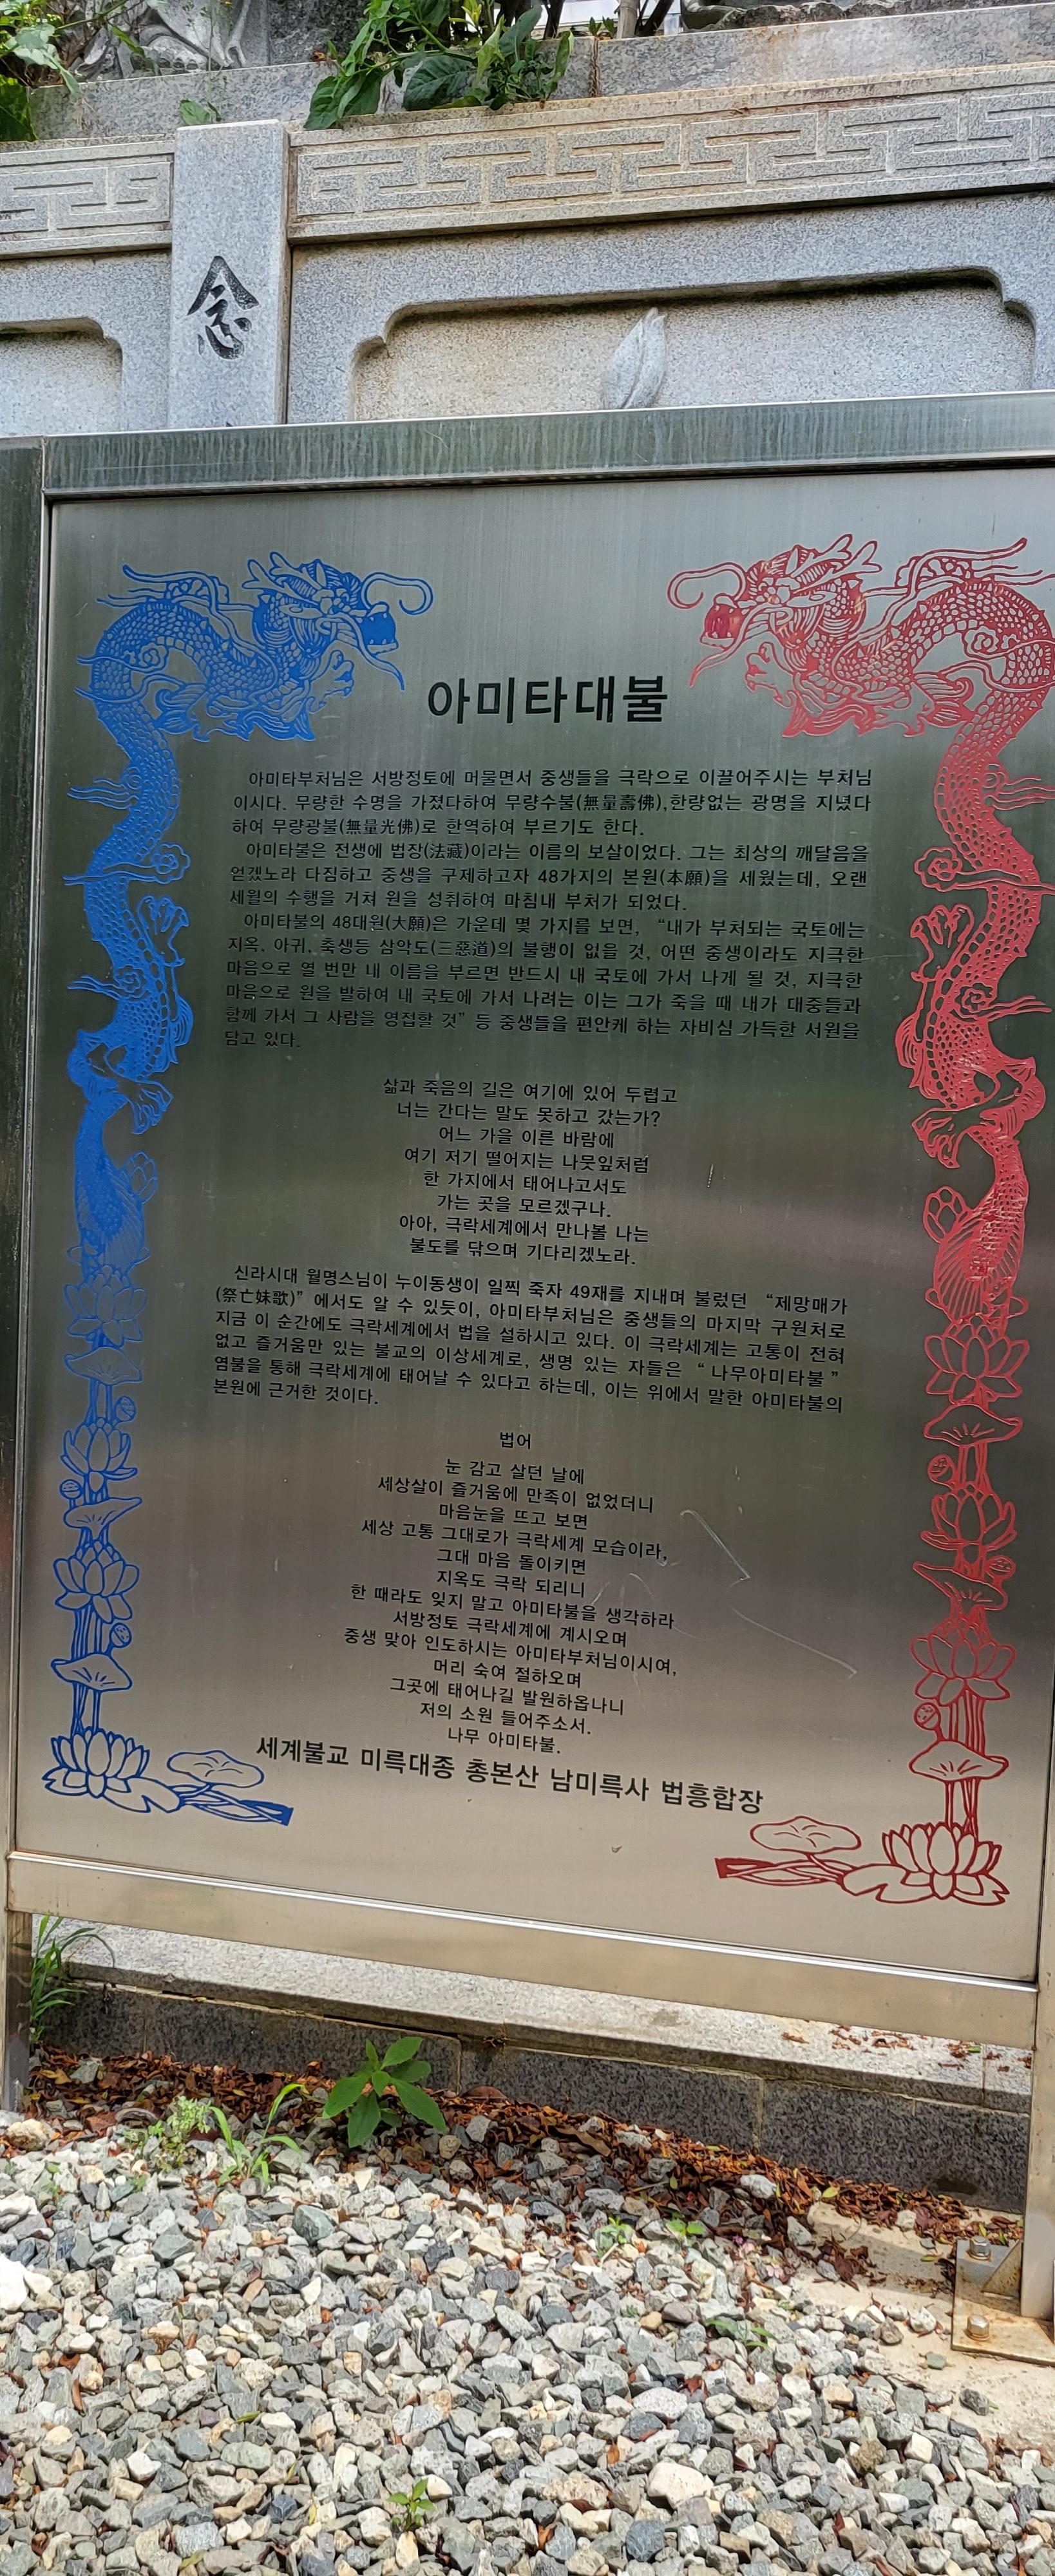 念
아미타대불
아미타부처님은 서방정토에 머물면서 중생들을 극락으로 이끌어주시는 부처님
이시다. 무량한 수명을 가졌다하여 무량수불(無量壽佛),한량없는 광명을 지녔다
하여 무량광불(無量光佛)로 한역하여 부르기도 한다.
아미타불은 전생에 법장(法藏)이라는 이름의 보살이었다. 그는 최상의 깨달음을
얻겠노라 다짐하고 중생을 구제하고자 48가지의 본원(本願)을 세웠는데, 오랜
세월의 수행을 거쳐 원을 성취하여 마침내 부처가 되었다.
아미타불의 48대원(大願)은 가운데 몇 가지를 보면, “내가 부처되는 국토에는
지옥, 아귀, 축생등 삼악도(三惡道)의 불행이 없을 것, 어떤 중생이라도 지극한
마음으로 열 번만 내 이름을 부르면 반드시 내 국토에 가서 나게 될 것, 지극한
마음으로 원을 발하여 내 국토에 가서 나려는 이는 그가 죽을 때 내가 대중들과
함께 가서 그 사람을 영접할 것” 등 중생들을 편안케 하는 자비심 가득한 서원을
담고 있다.
삶과 죽음의 길은 여기에 있어 두렵고
너는 간다는 말도 못하고 갔는가?
어느 가을 이른 바람에
여기 저기 떨어지는 나뭇잎처럼
한 가지에서 태어나고서도
가는 곳을 모르겠구나.
아아, 극락세계에서 만나볼 나는
불도를 닦으며 기다리겠노라.
신라시대 월명스님이 누이동생이 일찍 죽자 49재를 지내며 불렀던 “제망매가
(祭亡妹歌)” 에서도 알 수 있듯이, 아미타부처님은 중생들의 마지막 구원처로
지금 이 순간에도 극락세계에서 법을 설하시고 있다. 이 극락세계는 고통이 전혀
없고 즐거움만 있는 불교의 이상세계로, 생명 있는 자들은 “ 나무아미타불 ”
염불을 통해 극락세계에 태어날 수 있다고 하는데, 이는 위에서 말한 아미타불의
본원에 근거한 것이다.
법어
눈 감고 살던 날에
세상살이 즐거움에 만족이 없었더니
마음눈을 뜨고 보면
세상 고통 그대로가 극락세계 모습이라,
그대 마음 돌이키면
지옥도 극락 되리니
한 때라도 잊지 말고 아미타불을 생각하라
서방정토 극락세계에 계시오며
중생 맞아 인도하시는 아미타부처님이시여,
머리 숙여 절하오며
그곳에 태어나길 발원하옵나니
저의 소원 들어주소서.
나무 아미타불.
세계불교 미륵대종 총본산 남미륵사 법흥합장